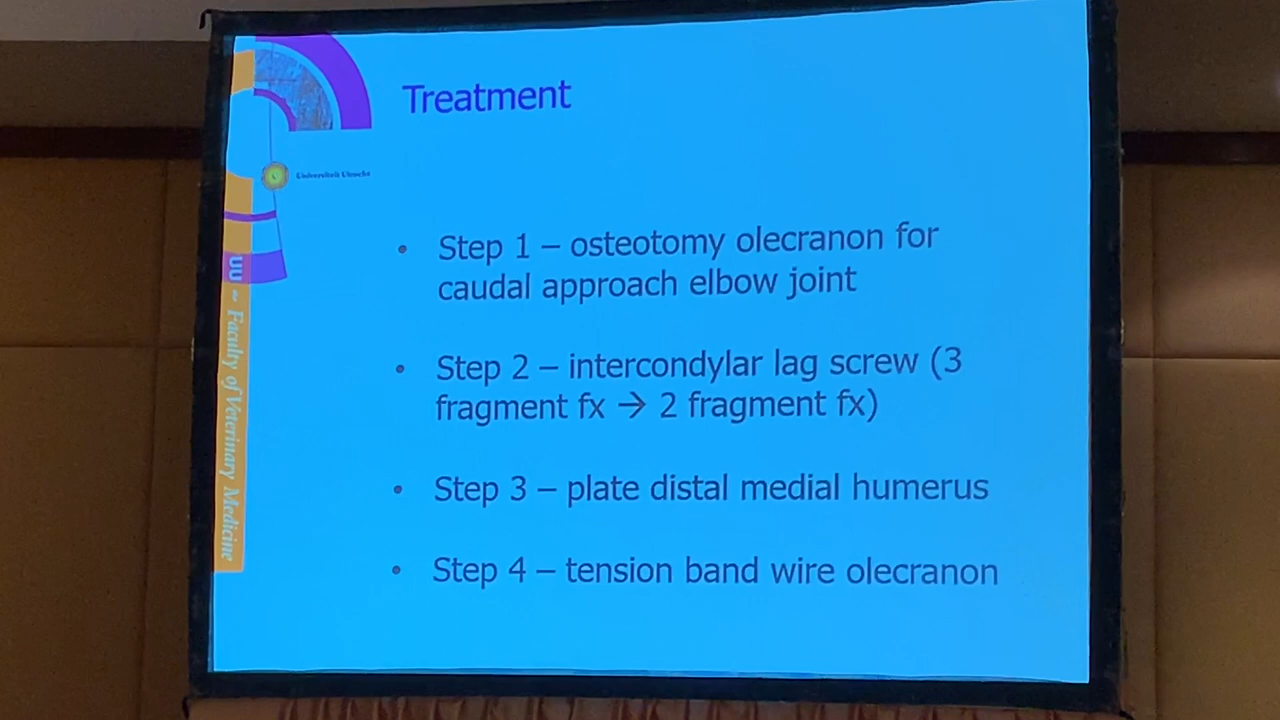 Treatment
Universiteit Utrecht
• Step 1 – osteotomy olecranon for
caudal approach elbow joint
• Step 2 – intercondylar lag screw (3
fragment fx → 2 fragment fx)
• Step 3 – plate distal medial humerus
• Step 4 – tension band wire olecranon
UU ~ Faculty of Veterinary Medicine